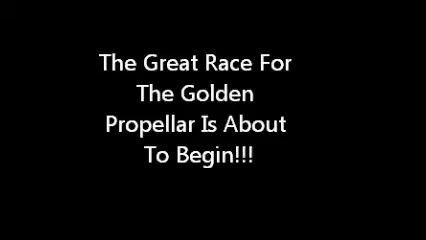 The Great Race For
The Golden
Propellar Is About
To Begin!!!